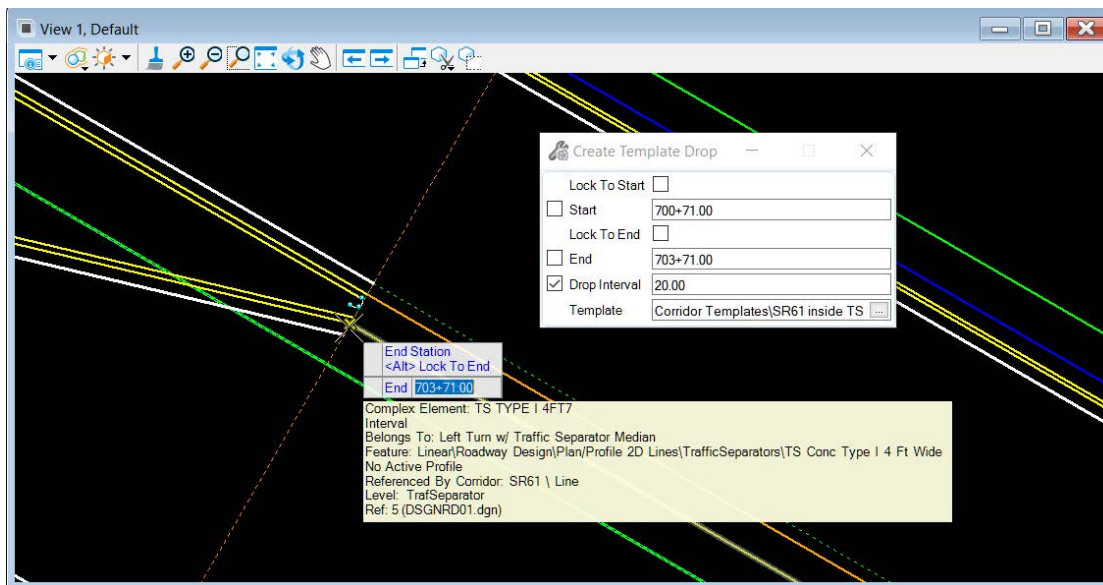 View 1, Default
Create Template Drop
Lock To Start
Start 700+71.00
Lock To End
End 703+71.00
Drop Interval 20.00
Template Corridor Templates\SR61 inside TS ...
End Station
<Alt> Lock To End
End 703+71.00
Complex Element: TS TYPE I 4FT7
Interval
Belongs To: Left Turn w/ Traffic Separator Median
Feature: Linear\Roadway Design\Plan/Profile 2D Lines\TrafficSeparators\TS Conc Type I 4 Ft Wide
No Active Profile
Referenced By Corridor: SR61 \ Line
Level: TrafSeparator
Ref: 5 (DSGNRD01.dgn)